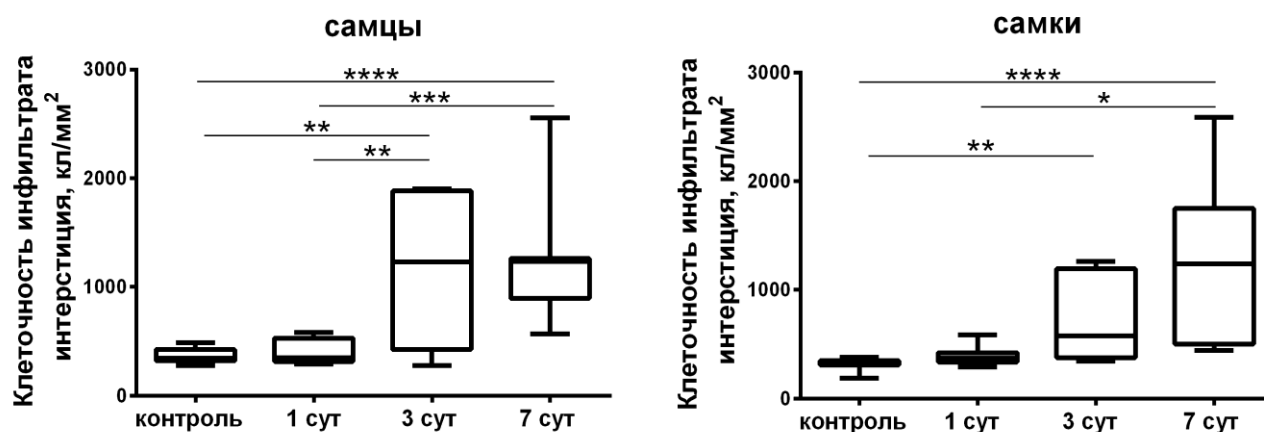 самцы
Клеточность инфильтрата
интерстиция, кл/мм²
3000
2000
1000
0
****
***
**
**
контроль
1 сут
3 сут
7 сут
самки
Клеточность инфильтрата
интерстиция, кл/мм²
3000
2000
1000
0
****
*
**
контроль
1 сут
3 сут
7 сут